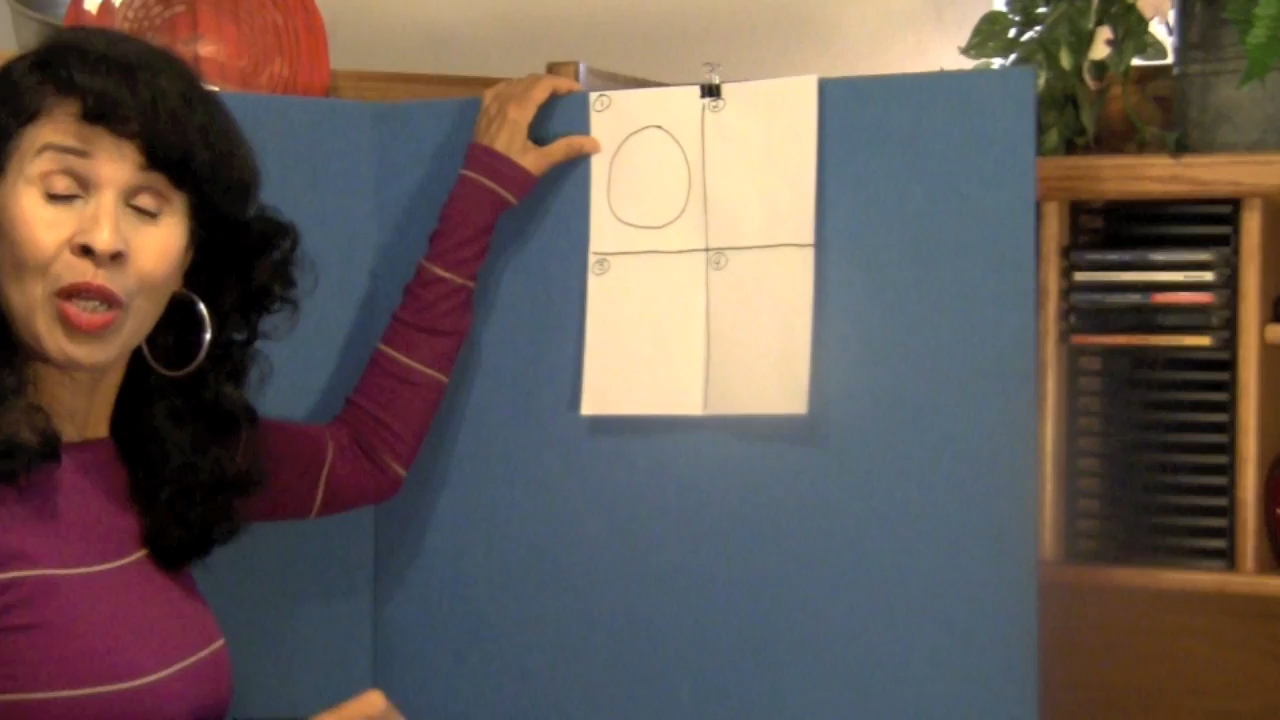 ①
②
③
④